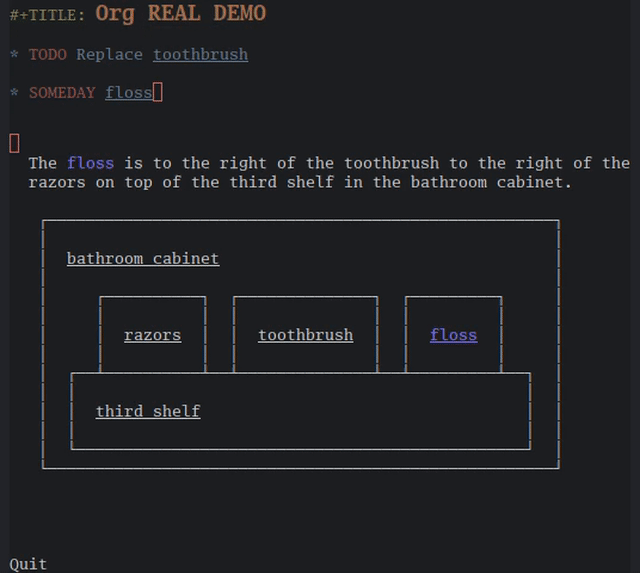 #+TITLE: Org REAL DEMO
* TODO Replace toothbrush
* SOMEDAY floss
The floss is to the right of the toothbrush to the right of the
razors on top of the third shelf in the bathroom cabinet.
bathroom cabinet
razors toothbrush floss
third shelf
Quit